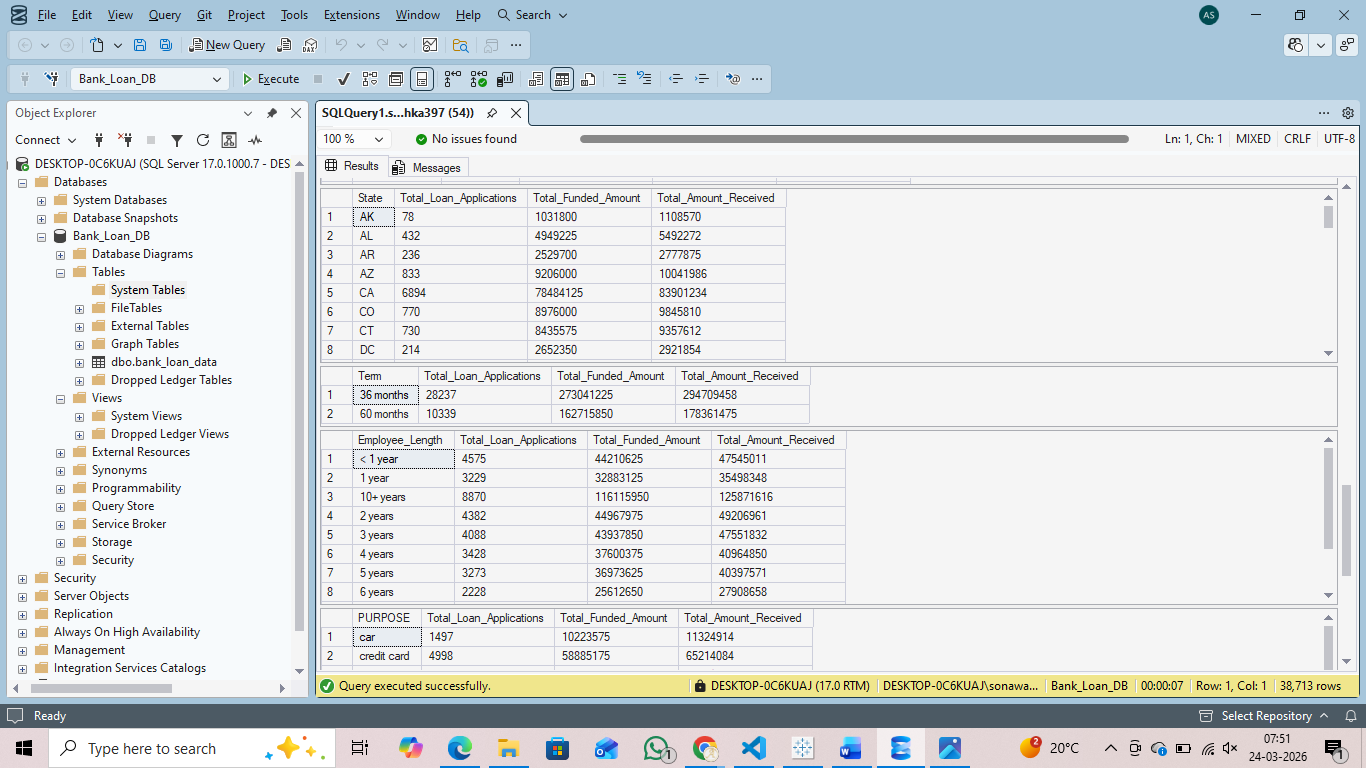 File Edit View Query Git Project Tools Extensions Window Help Search AS
New Query
Bank_Loan_DB Execute
Object Explorer
Connect
DESKTOP-0C6KUAJ (SQL Server 17.0.1000.7 - DES
Databases
System Databases
Database Snapshots
Bank_Loan_DB
Database Diagrams
Tables
System Tables
FileTables
External Tables
Graph Tables
dbo.bank_loan_data
Dropped Ledger Tables
Views
System Views
Dropped Ledger Views
External Resources
Synonyms
Programmability
Query Store
Service Broker
Storage
Security
Security
Server Objects
Replication
Always On High Availability
Management
Integration Services Catalogs
SQLQuery1.s...hka397 (54))
100 % No issues found Ln: 1, Ch: 1 MIXED CRLF UTF-8
Results Messages
State Total_Loan_Applications Total_Funded_Amount Total_Amount_Received
1 AK 78 1031800 1108570
2 AL 432 4949225 5492272
3 AR 236 2529700 2777875
4 AZ 833 9206000 10041986
5 CA 6894 78484125 83901234
6 CO 770 8976000 9845810
7 CT 730 8435575 9357612
8 DC 214 2652350 2921854
Term Total_Loan_Applications Total_Funded_Amount Total_Amount_Received
1 36 months 28237 273041225 294709458
2 60 months 10339 162715850 178361475
Employee_Length Total_Loan_Applications Total_Funded_Amount Total_Amount_Received
1 < 1 year 4575 44210625 47545011
2 1 year 3229 32883125 35498348
3 10+ years 8870 116115950 125871616
4 2 years 4382 44967975 49206961
5 3 years 4088 43937850 47551832
6 4 years 3428 37600375 40964850
7 5 years 3273 36973625 40397571
8 6 years 2228 25612650 27908658
PURPOSE Total_Loan_Applications Total_Funded_Amount Total_Amount_Received
1 car 1497 10223575 11324914
2 credit card 4998 58885175 65214084
Query executed successfully. DESKTOP-0C6KUAJ (17.0 RTM) DESKTOP-0C6KUAJ\sonawa... Bank_Loan_DB 00:00:07 Row: 1, Col: 1 38,713 rows
Ready Select Repository
Type here to search 1 2 20°C 07:51
24-03-2026 1